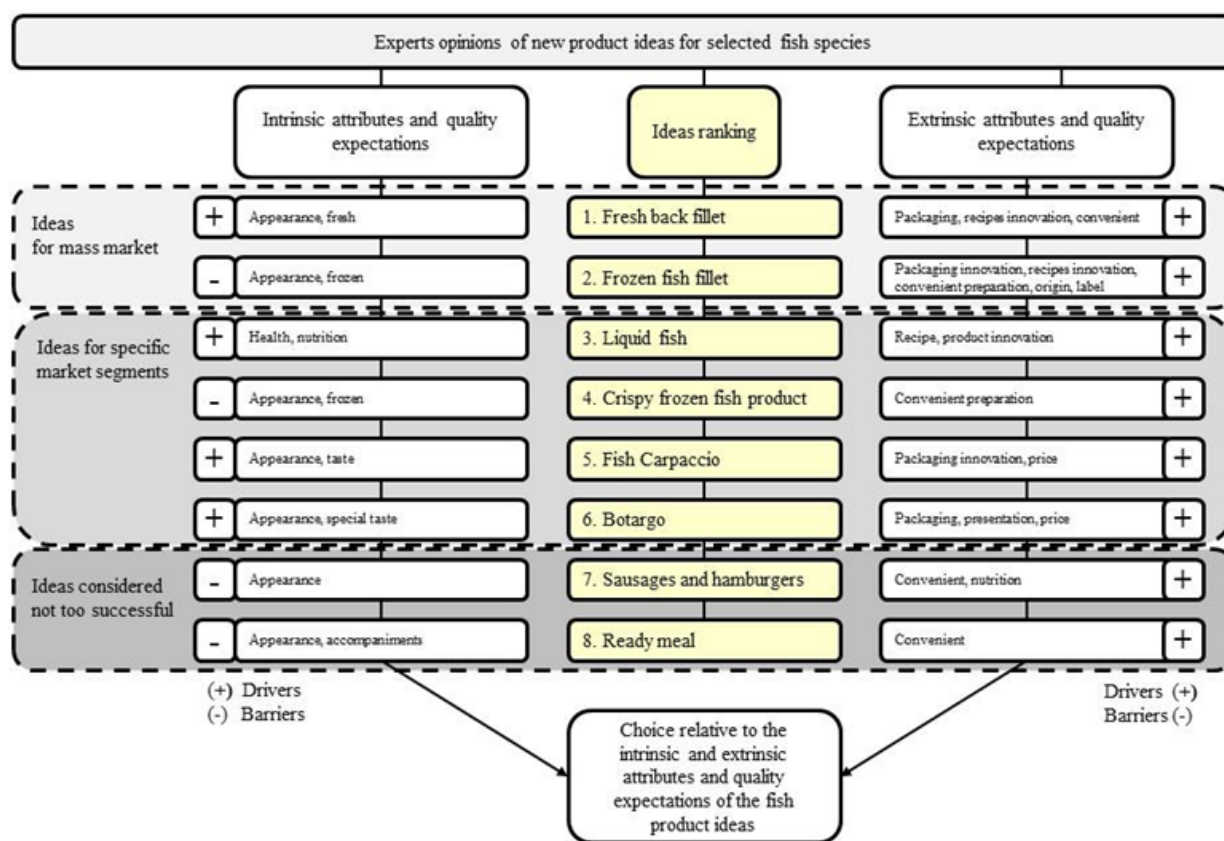 Experts opinions of new product ideas for selected fish species
Intrinsic attributes and quality
expectations
Ideas ranking
Extrinsic attributes and quality
expectations
Ideas
for mass market
+
Appearance, fresh
1. Fresh back fillet
Packaging, recipes innovation, convenient
+
-
Appearance, frozen
2. Frozen fish fillet
Packaging innovation, recipes innovation,
convenient preparation, origin, label
+
Ideas for specific
market segments
+
Health, nutrition
3. Liquid fish
Recipe, product innovation
+
-
Appearance, frozen
4. Crispy frozen fish product
Convenient preparation
+
+
Appearance, taste
5. Fish Carpaccio
Packaging innovation, price
+
+
Appearance, special taste
6. Botargo
Packaging, presentation, price
+
Ideas considered
not too successful
-
Appearance
7. Sausages and hamburgers
Convenient, nutrition
+
-
Appearance, accompaniments
8. Ready meal
Convenient
+
(+) Drivers
(-) Barriers
Drivers (+)
Barriers (-)
Choice relative to the
intrinsic and extrinsic
attributes and quality
expectations of the fish
product ideas